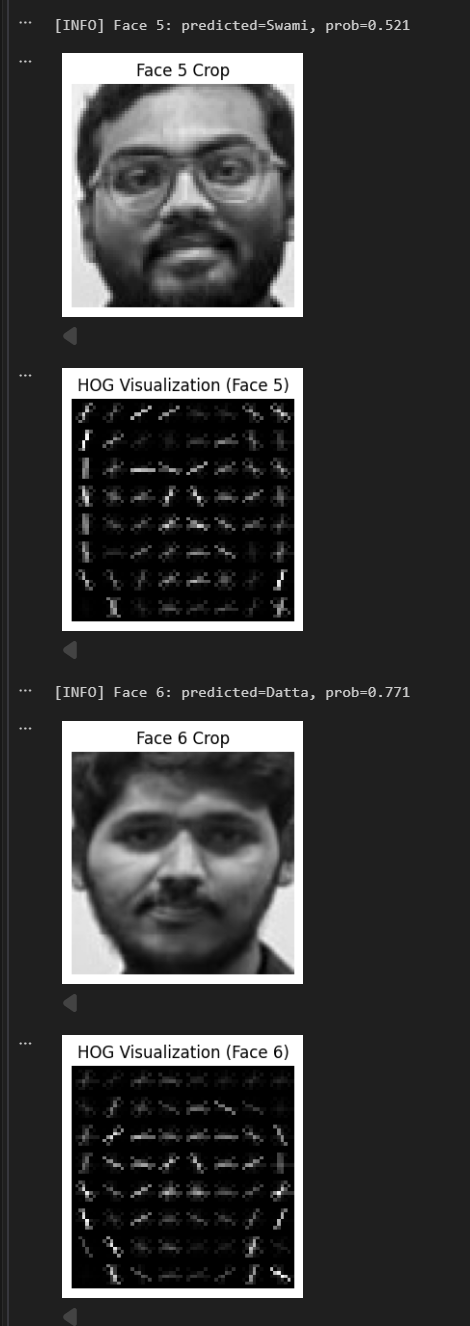 [INFO] Face 5: predicted=Swami, prob=0.521
Face 5 Crop
HOG Visualization (Face 5)
[INFO] Face 6: predicted=Datta, prob=0.771
Face 6 Crop
HOG Visualization (Face 6)